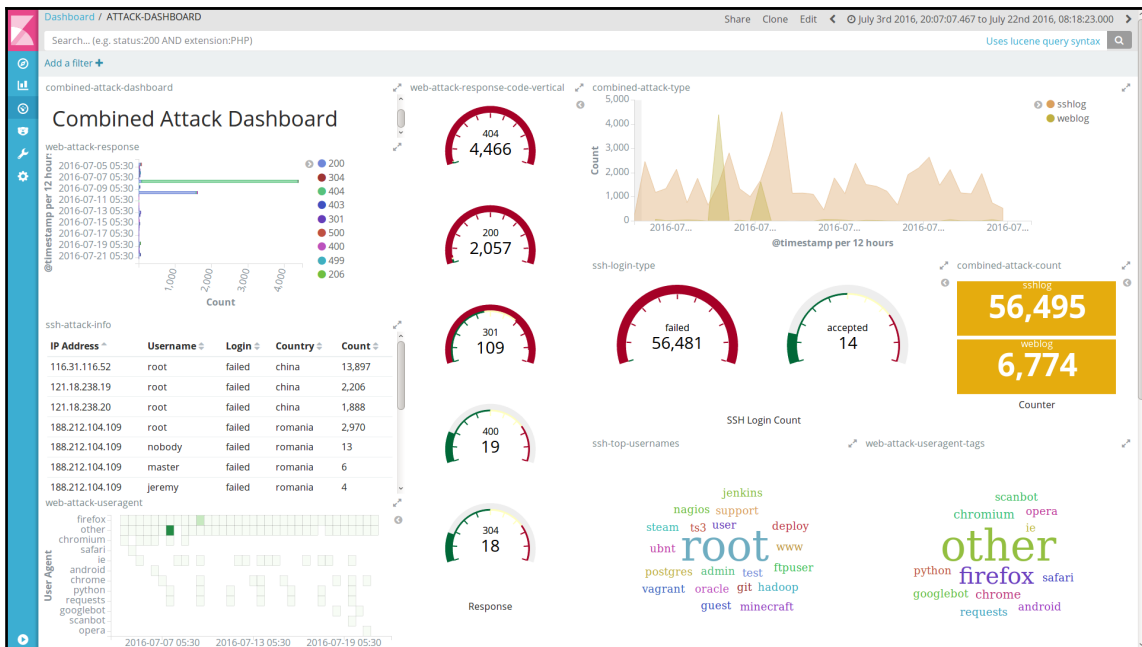 Dashboard / ATTACK-DASHBOARD
Share Clone Edit July 3rd 2016, 20:07:07.467 to July 22nd 2016, 08:18:23.000
Search... (e.g. status:200 AND extension:PHP)
Uses lucene query syntax
Add a filter +
combined-attack-dashboard
Combined Attack Dashboard
web-attack-response
@timestamp per 12 hours
2016-07-05 05:30
2016-07-07 05:30
2016-07-09 05:30
2016-07-11 05:30
2016-07-13 05:30
2016-07-15 05:30
2016-07-17 05:30
2016-07-19 05:30
2016-07-21 05:30
1,000 2,000 3,000 4,000
Count
200
304
404
403
301
500
400
499
206
ssh-attack-info
IP Address Username Login Country Count
116.31.116.52 root failed china 13,897
121.18.238.19 root failed china 2,206
121.18.238.20 root failed china 1,888
188.212.104.109 root failed romania 2,970
188.212.104.109 nobody failed romania 13
188.212.104.109 master failed romania 6
188.212.104.109 jeremy failed romania 4
web-attack-useragent
User Agent
firefox
other
chromium
safari
ie
android
chrome
python
requests
googlebot
scanbot
opera
2016-07-07 05:30 2016-07-13 05:30 2016-07-19 05:30
web-attack-response-code-vertical
404
4,466
200
2,057
301
109
400
19
304
18
Response
combined-attack-type
Count
5,000
4,000
3,000
2,000
1,000
0
2016-07... 2016-07... 2016-07... 2016-07... 2016-07...
@timestamp per 12 hours
sshlog
weblog
ssh-login-type
failed
56,481
accepted
14
SSH Login Count
combined-attack-count
sshlog
56,495
weblog
6,774
Counter
ssh-top-usernames
jenkins
nagios support
steam ts3 user deploy
ubnt root www
postgres admin test ftpuser
vagrant oracle git hadoop
guest minecraft
web-attack-useragent-tags
scanbot
chromium opera
ie
other
python firefox safari
googlebot chrome
requests android